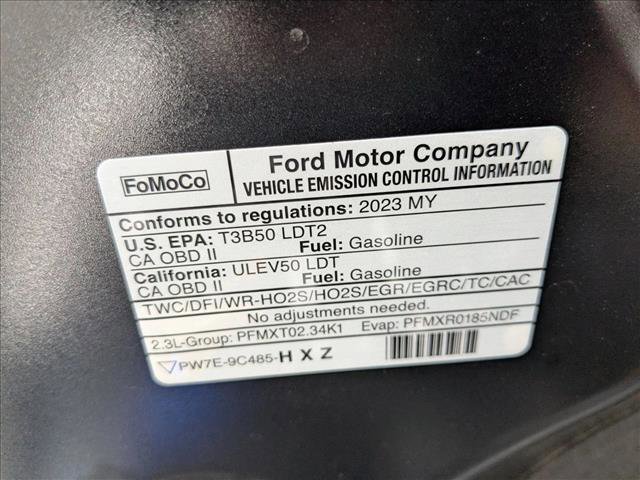 FoMoCo
Ford Motor Company
VEHICLE EMISSION CONTROL INFORMATION
Conforms to regulations: 2023 MY
U.S. EPA: T3B50 LDT2
CA OBD II Fuel: Gasoline
California: ULEV50 LDT
CA OBD II Fuel: Gasoline
TWC/DFI/WR-HO2S/HO2S/EGR/EGRC/TC/CAC
No adjustments needed.
2.3L-Group: PFMXT02.34K1 Evap: PFMXR0185NDF
PW7E-9C485-H X Z